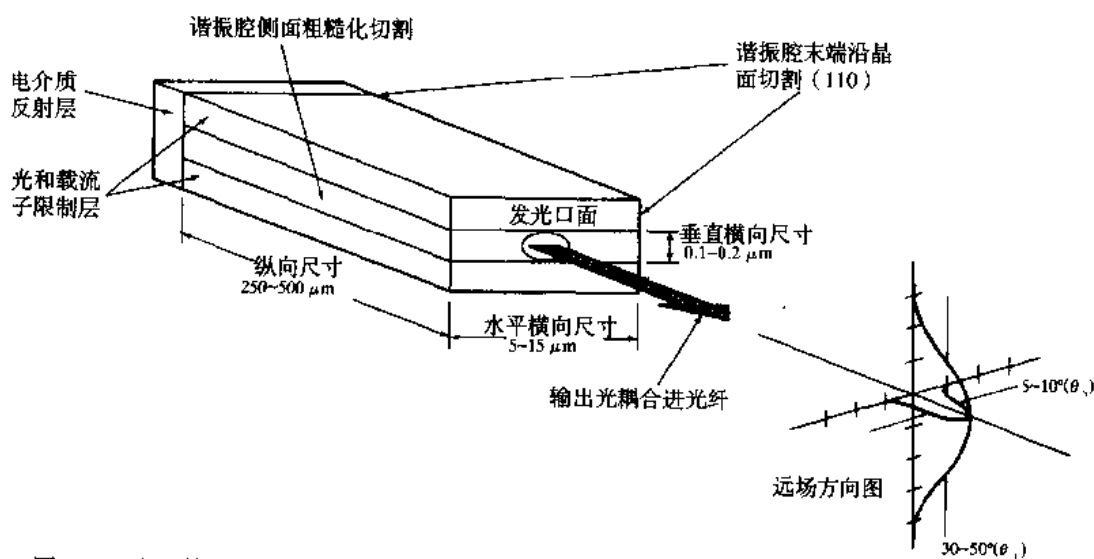 谐振腔侧面粗糙化切割
谐振腔末端沿晶
面切割(110)
电介质
反射层
光和载流
子限制层
发光口面
垂直横向尺寸
0.1~0.2 μm
纵向尺寸
250~500 μm
水平横向尺寸
5~15 μm
输出光耦合进光纤
5~10°(θ
远场方向图
30~50°(θ